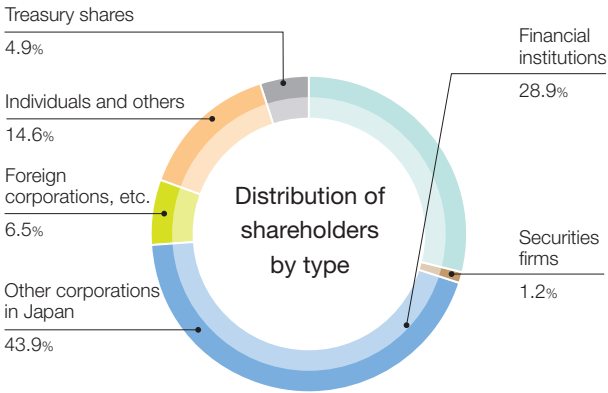 Treasury shares
4.9%
Individuals and others
14.6%
Foreign
corporations, etc.
6.5%
Other corporations
in Japan
43.9%
Distribution of
shareholders
by type
Financial
institutions
28.9%
Securities
firms
1.2%